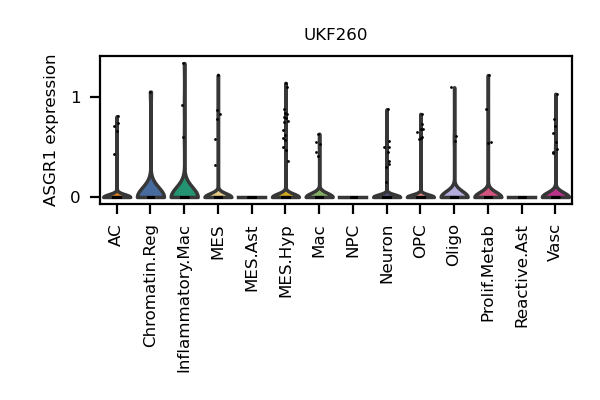 UKF260
ASGR1 expression
1
0
AC
Chromatin.Reg
Inflammatory.Mac
MES
MES.Ast
MES.Hyp
Mac
NPC
Neuron
OPC
Oligo
Prolif.Metab
Reactive.Ast
Vasc